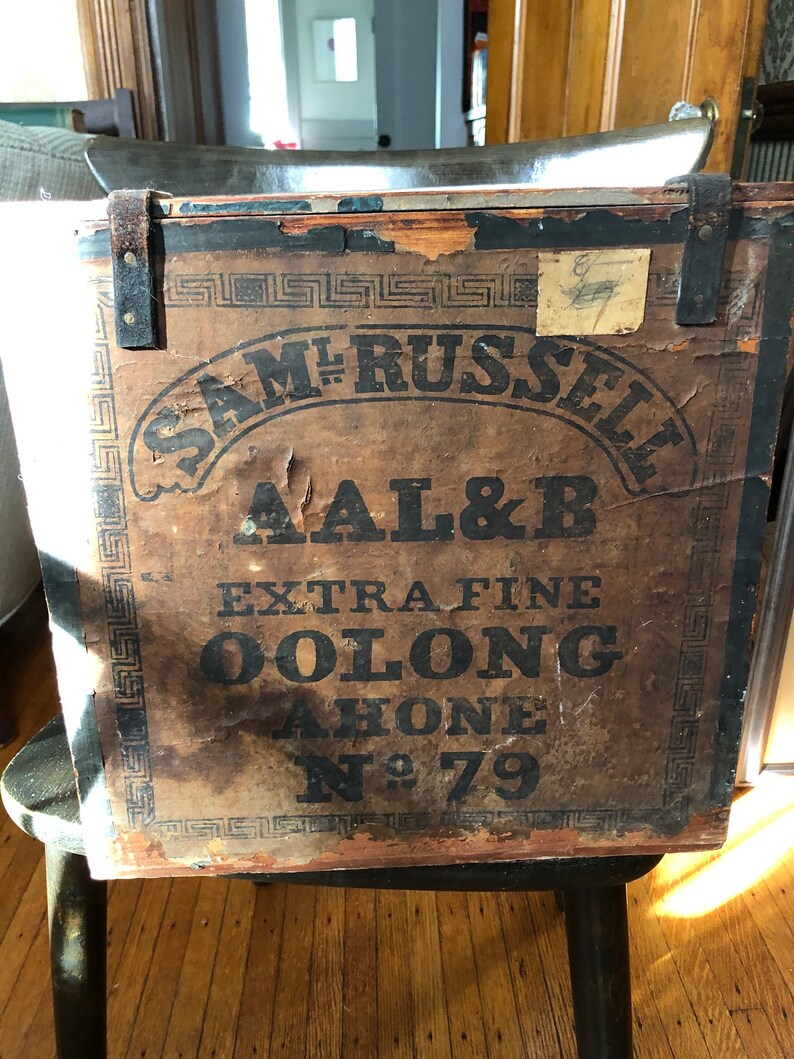 SAMᴸ RUSSELL
AAL&B
EXTRA FINE
OOLONG
AHONE
Nº 79